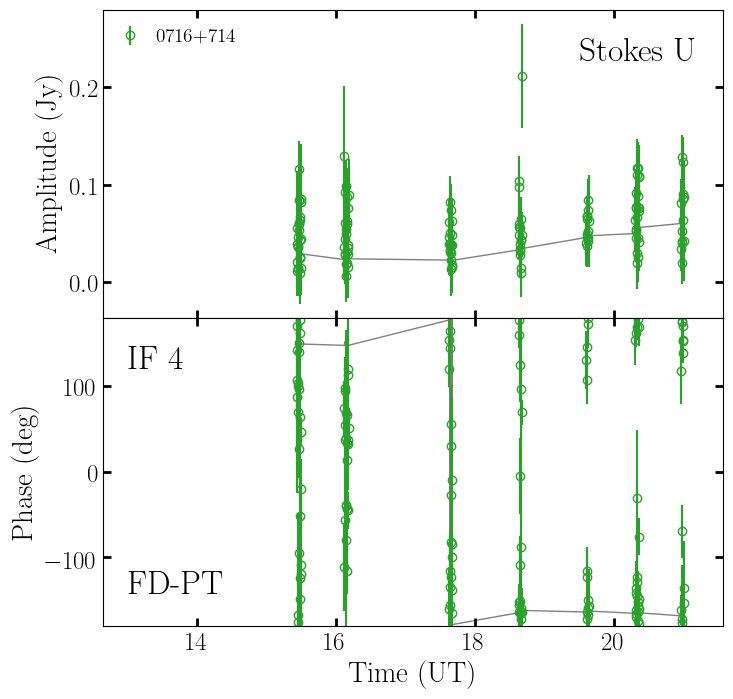 0716+714
Stokes U
Amplitude (Jy)
0.2
0.1
0.0
IF 4
Phase (deg)
100
0
−100
FD-PT
14 16 18 20
Time (UT)